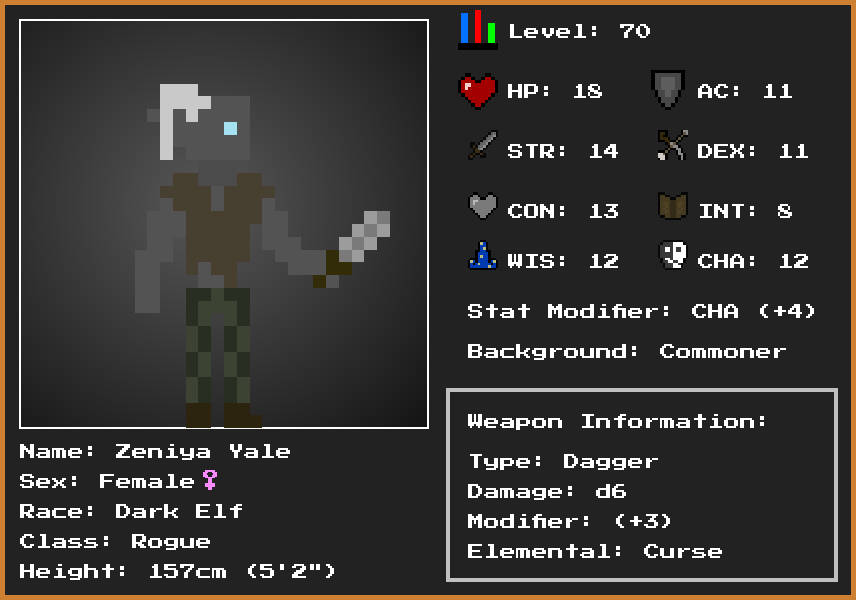 Level: 70
HP: 18
AC: 11
STR: 14
DEX: 11
CON: 13
INT: 8
WIS: 12
CHA: 12
Stat Modifier: CHA (+4)
Background: Commoner
Weapon Information:
Type: Dagger
Damage: d6
Modifier: (+3)
Elemental: Curse
Name: Zeniya Yale
Sex: Female♀
Race: Dark Elf
Class: Rogue
Height: 157cm (5'2")